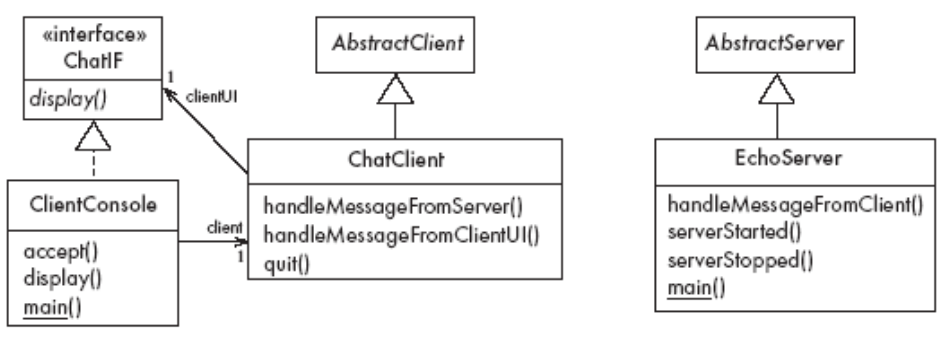 «interface»
ChatIF
display()
AbstractClient
AbstractServer
1
clientUI
ChatClient
handleMessageFromServer()
handleMessageFromClientUI()
quit()
EchoServer
handleMessageFromClient()
serverStarted()
serverStopped()
main()
ClientConsole
accept()
display()
main()
client
1